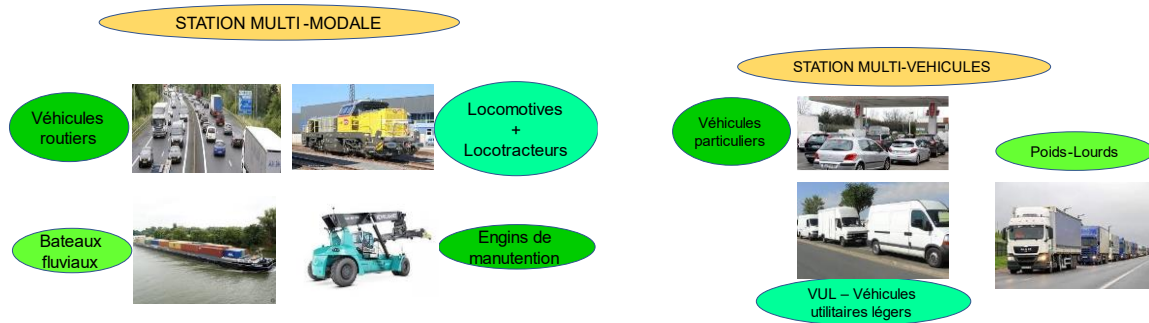 STATION MULTI-MODALE
Véhicules
routiers
Locomotives
+
Locotracteurs
Bateaux
fluviaux
Engins de
manutention
STATION MULTI-VEHICULES
Véhicules
particuliers
Poids-Lourds
VUL – Véhicules
utilitaires légers